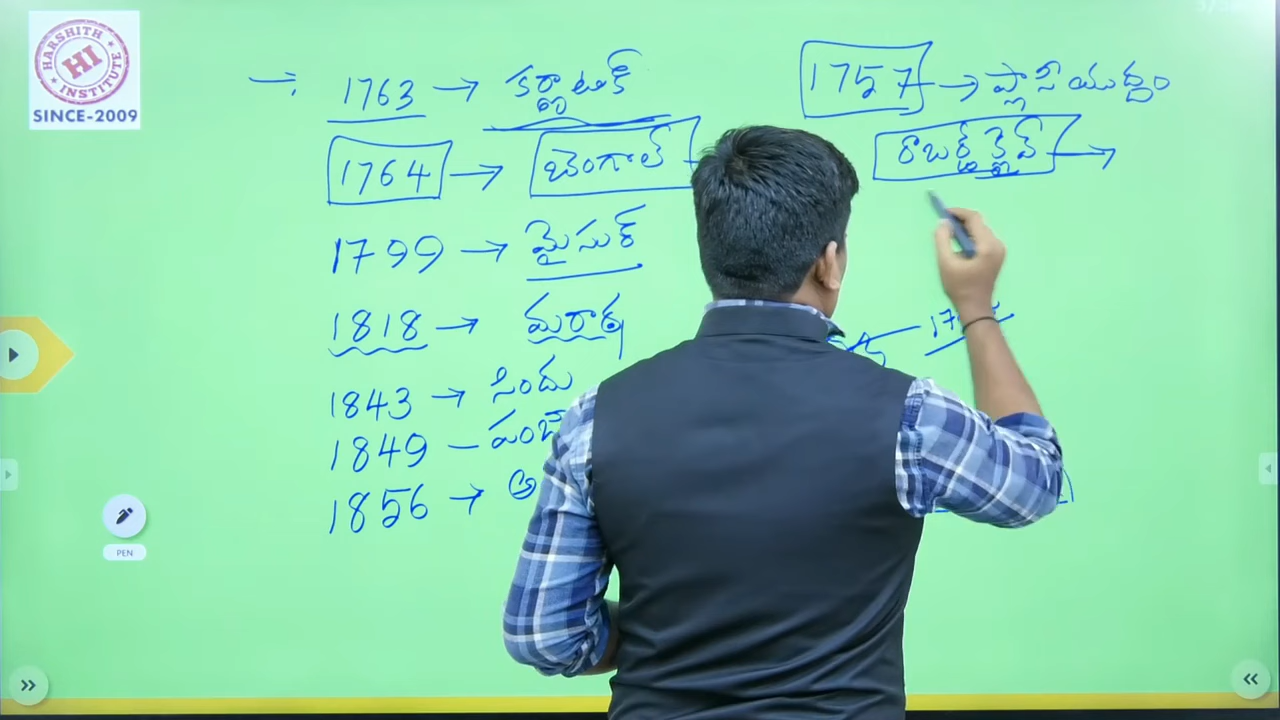 HARSHITH INSTITUTE
HI
SINCE-2009
→ 1763 → కర్ణాటక్
1764 → బెంగాల్
1799 → మైసుర్
1818 → మరాఠ
1843 → సింధు
1849 –
1856 →
1757 → ప్లాసీ యుద్ధం
రాబర్ట్ క్లైవ్ →
PEN